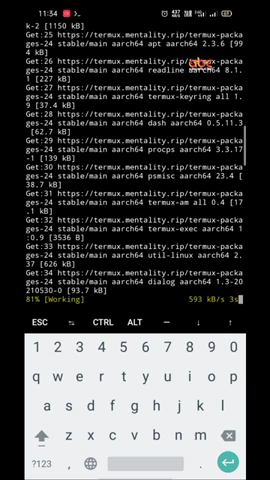 11:34
k-2 [1150 kB]
Get:25 https://termux.mentality.rip/termux-packa
ges-24 stable/main aarch64 apt aarch64 2.3.6 [99
4 kB]
Get:26 https://termux.mentality.rip/termux-packa
ges-24 stable/main aarch64 readline aarch64 8.1.
1 [227 kB]
abc
Get:27 https://termux.mentality.rip/termux-packa
ges-24 stable/main aarch64 termux-keyring all 1.
9 [37.4 kB]
Get:28 https://termux.mentality.rip/termux-packa
ges-24 stable/main aarch64 dash aarch64 0.5.11.3
[62.7 kB]
Get:29 https://termux.mentality.rip/termux-packa
ges-24 stable/main aarch64 procps aarch64 3.3.17
-1 [139 kB]
Get:30 https://termux.mentality.rip/termux-packa
ges-24 stable/main aarch64 psmisc aarch64 23.4 [
38.7 kB]
Get:31 https://termux.mentality.rip/termux-packa
ges-24 stable/main aarch64 termux-am all 0.4 [17
.1 kB]
Get:32 https://termux.mentality.rip/termux-packa
ges-24 stable/main aarch64 termux-exec aarch64 1
:0.9 [3536 B]
Get:33 https://termux.mentality.rip/termux-packa
ges-24 stable/main aarch64 util-linux aarch64 2.
37 [626 kB]
Get:34 https://termux.mentality.rip/termux-packa
ges-24 stable/main aarch64 dialog aarch64 1.3-20
210530-0 [93.7 kB]
81% [Working] 593 kB/s 3s
ESC CTRL ALT
1 2 3 4 5 6 7 8 9 0
q w e r t y u i o p
a s d f g h j k l
z x c v b n m
?123 , .